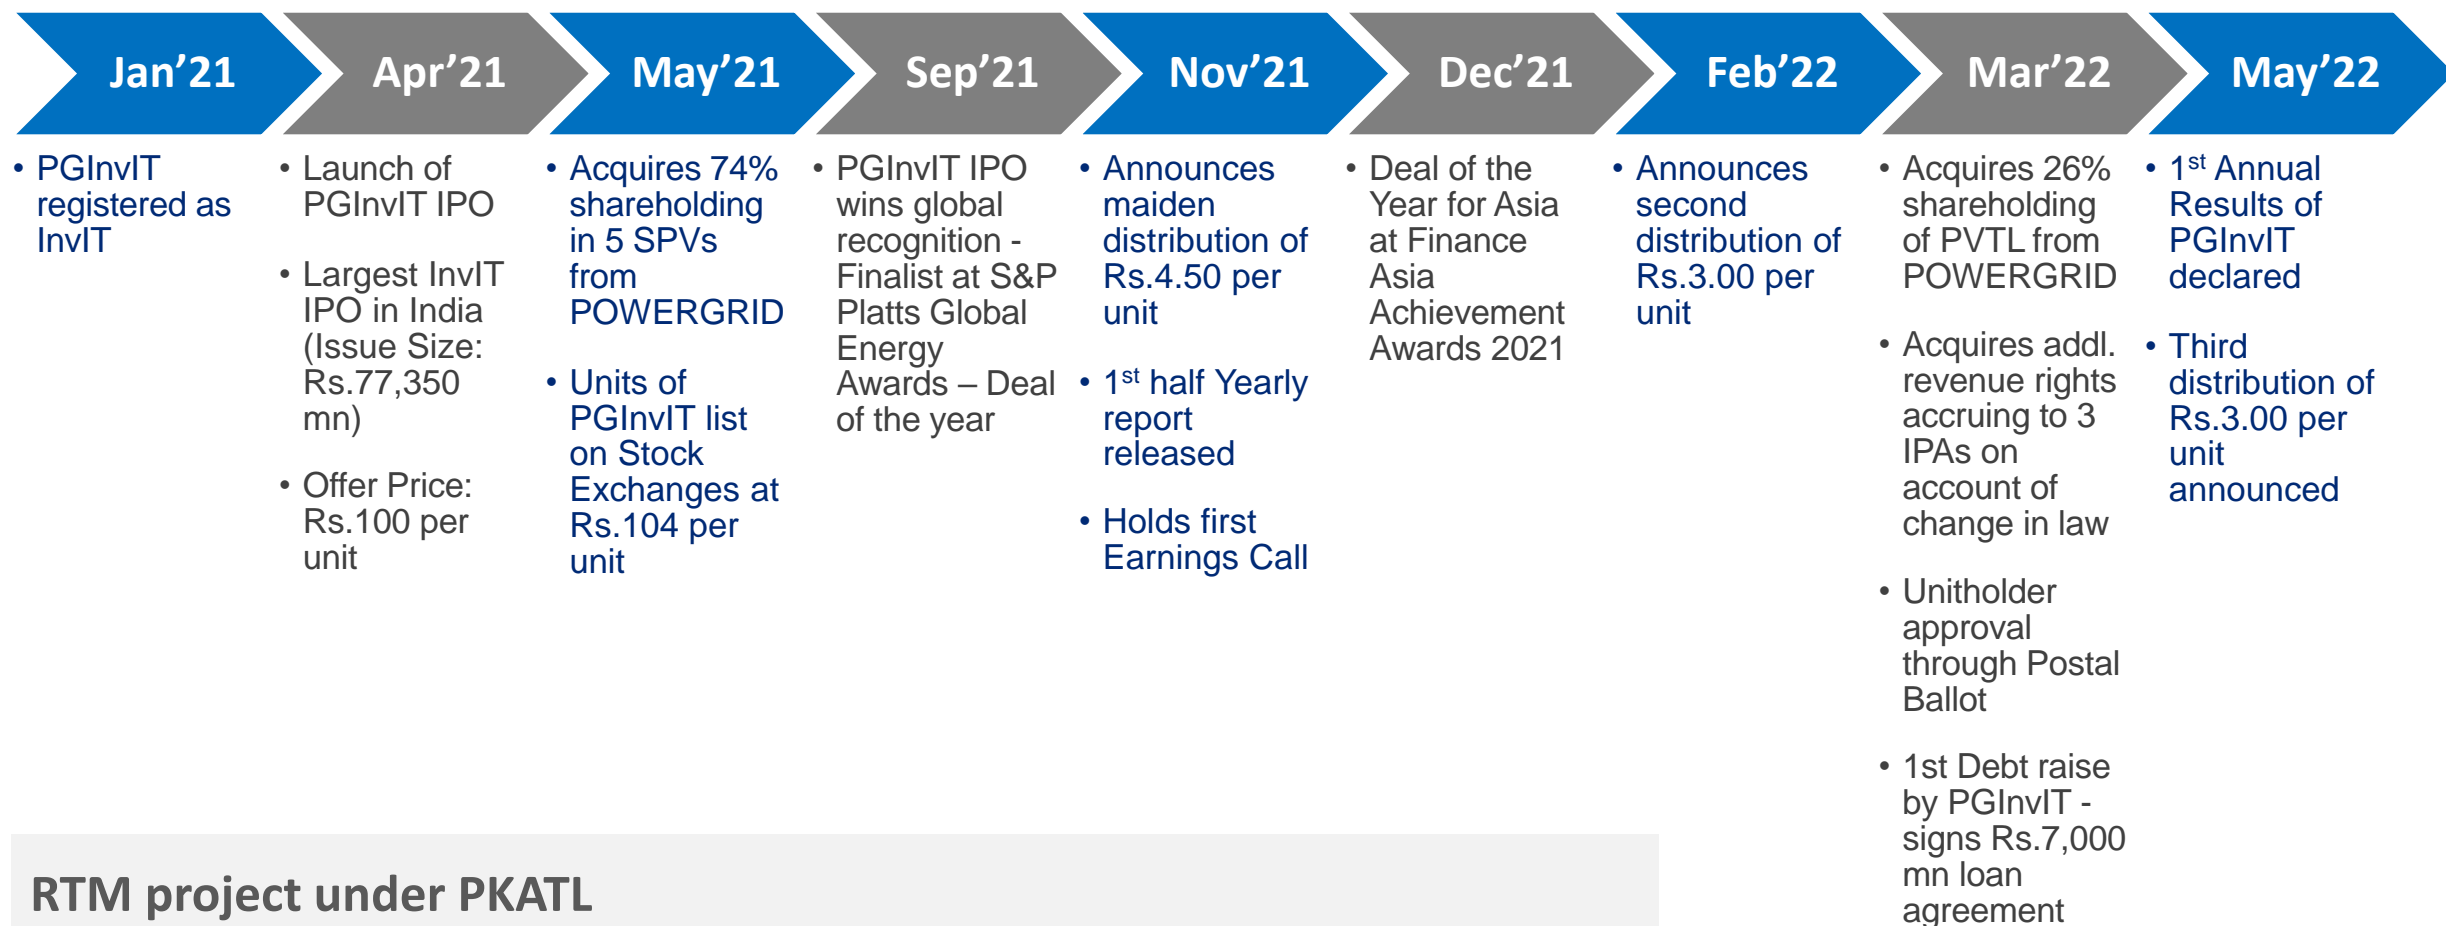 Jan’21
Apr’21
May’21
Sep’21
Nov’21
Dec’21
Feb’22
Mar’22
May’22
• PGInvIT
registered as
InvIT
• Launch of
PGInvIT IPO
• Largest InvIT
IPO in India
(Issue Size:
Rs.77,350
mn)
• Offer Price:
Rs.100 per
unit
• Acquires 74%
shareholding
in 5 SPVs
from
POWERGRID
• Units of
PGInvIT list
on Stock
Exchanges at
Rs.104 per
unit
• PGInvIT IPO
wins global
recognition -
Finalist at S&P
Platts Global
Energy
Awards – Deal
of the year
• Announces
maiden
distribution of
Rs.4.50 per
unit
• 1st half Yearly
report
released
• Holds first
Earnings Call
• Deal of the
Year for Asia
at Finance
Asia
Achievement
Awards 2021
• Announces
second
distribution of
Rs.3.00 per
unit
• Acquires 26%
shareholding
of PVTL from
POWERGRID
• Acquires addl.
revenue rights
accruing to 3
IPAs on
account of
change in law
• Unitholder
approval
through Postal
Ballot
• 1st Debt raise
by PGInvIT -
signs Rs.7,000
mn loan
agreement
• 1st Annual
Results of
PGInvIT
declared
• Third
distribution of
Rs.3.00 per
unit
announced
RTM project under PKATL